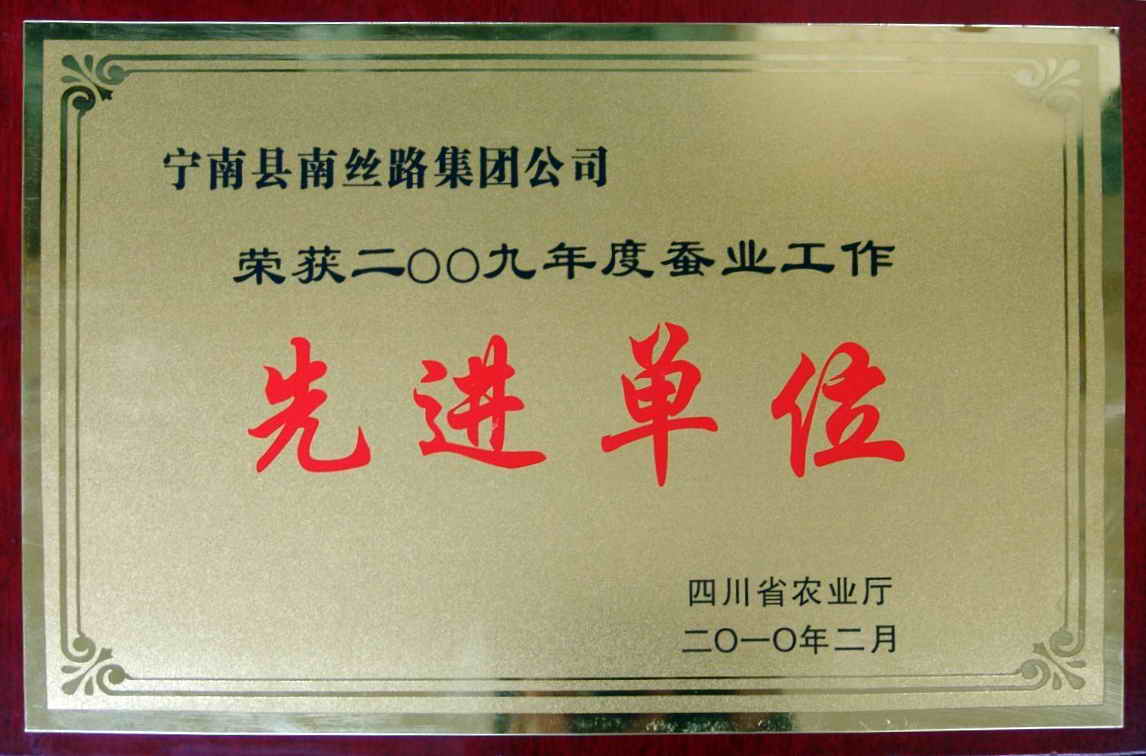 宁南县南丝路集团公司
荣获二〇〇九年度蚕业工作
先进单位
四川省农业厅
二〇一〇年二月